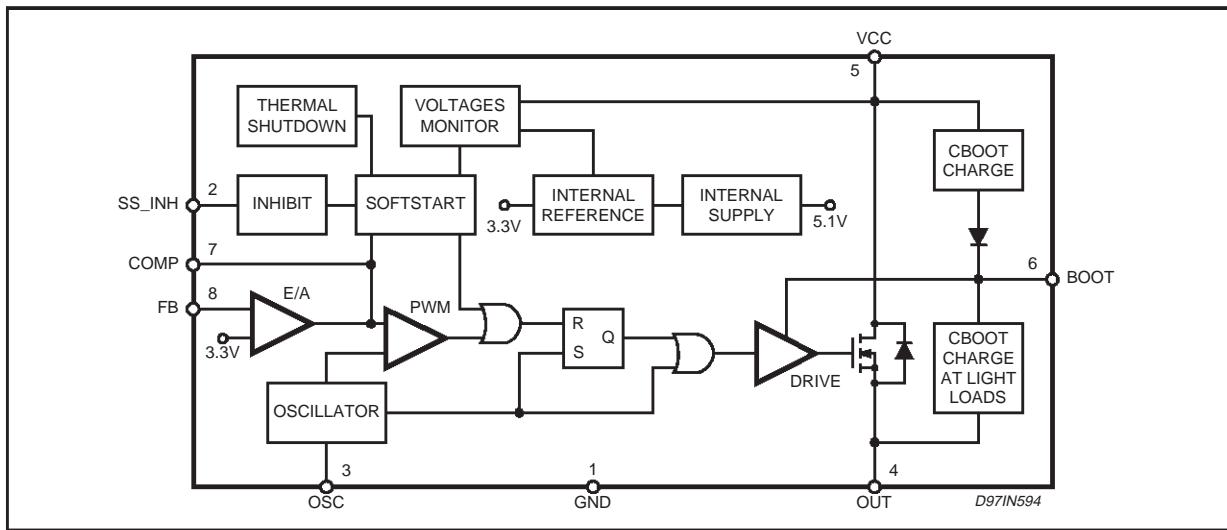 VCC
5
THERMAL
SHUTDOWN
VOLTAGES
MONITOR
CBOOT
CHARGE
SS_INH
2
INHIBIT
SOFTSTART
3.3V
INTERNAL
REFERENCE
INTERNAL
SUPPLY
5.1V
COMP
7
6
BOOT
FB
8
E/A
3.3V
PWM
R
S
Q
DRIVE
CBOOT
CHARGE
AT LIGHT
LOADS
OSCILLATOR
3
OSC
1
GND
4
OUT
D97IN594